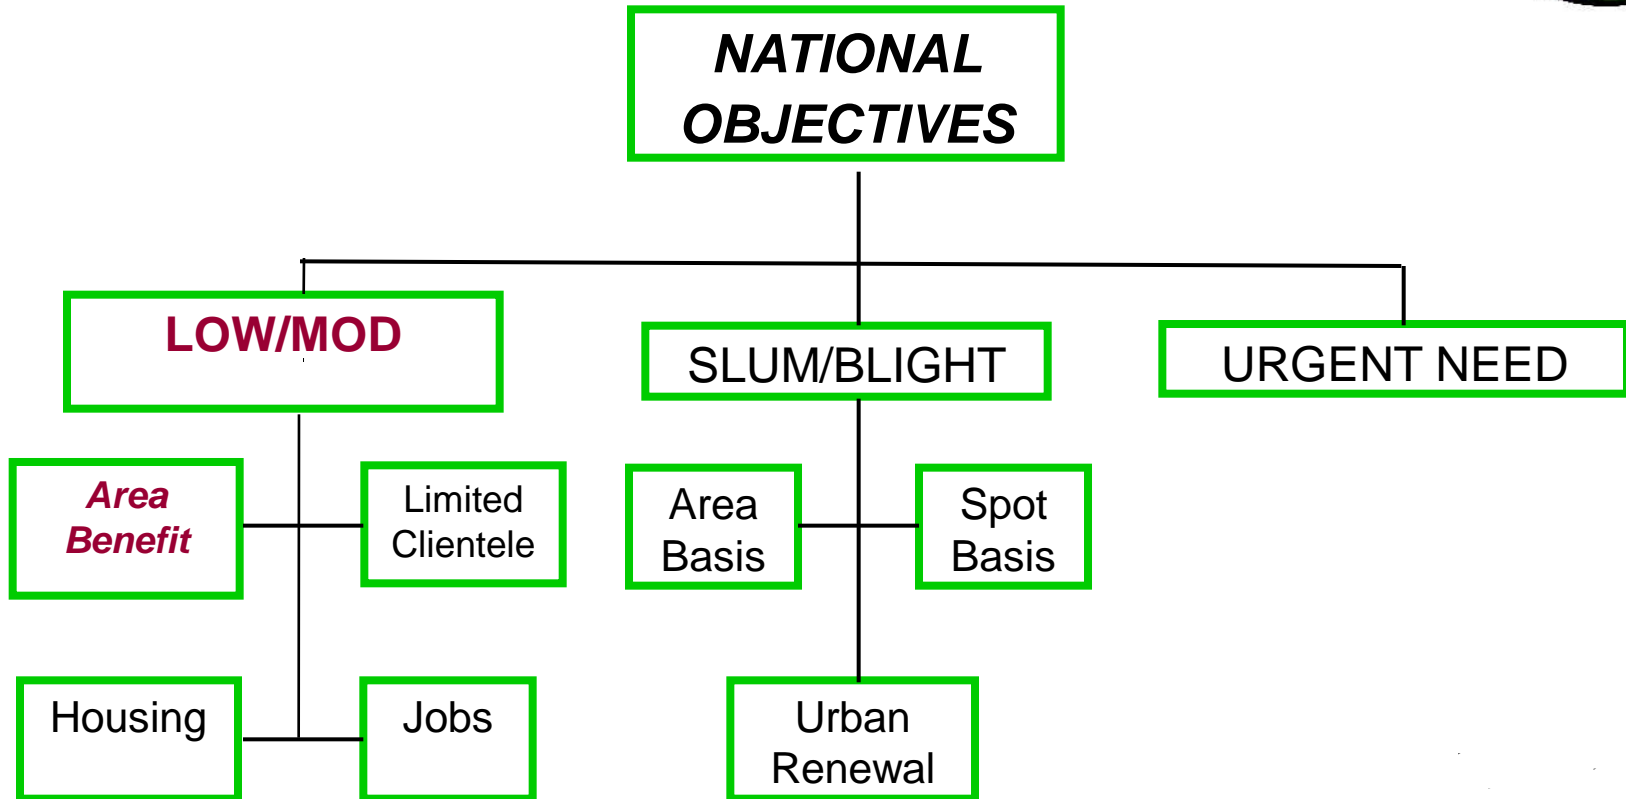 NATIONAL
OBJECTIVES
LOW/MOD
SLUM/BLIGHT
URGENT NEED
Area
Benefit
Limited
Clientele
Area
Basis
Spot
Basis
Housing
Jobs
Urban
Renewal